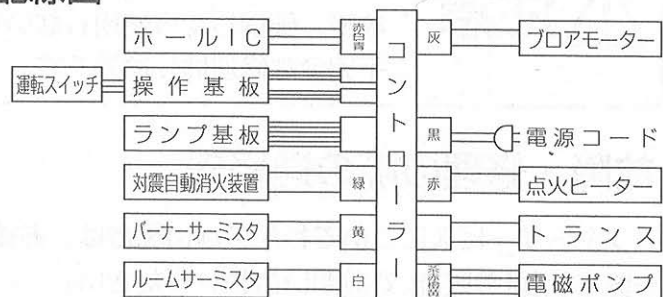 配線図
ホールIC 赤白青
運転スイッチ 操作基板
ランプ基板
対震自動消火装置 緑
バーナーサーミスタ 黄
ルームサーミスタ 白
コントローラー
灰 ブロアモーター
黒 電源コード
赤 点火ヒーター
トランス
電磁ポンプ